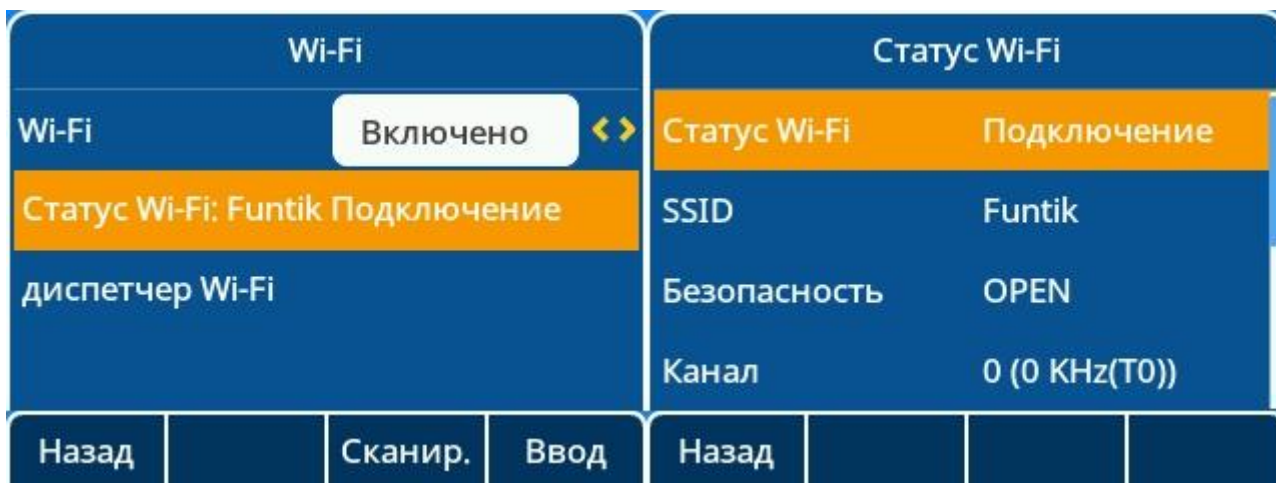 Wi-Fi
Wi-Fi Включено
Статус Wi-Fi: Funtik Подключение
диспетчер Wi-Fi
Назад Сканир. Ввод
Статус Wi-Fi
Статус Wi-Fi Подключение
SSID Funtik
Безопасность OPEN
Канал 0 (0 KHz(T0))
Назад